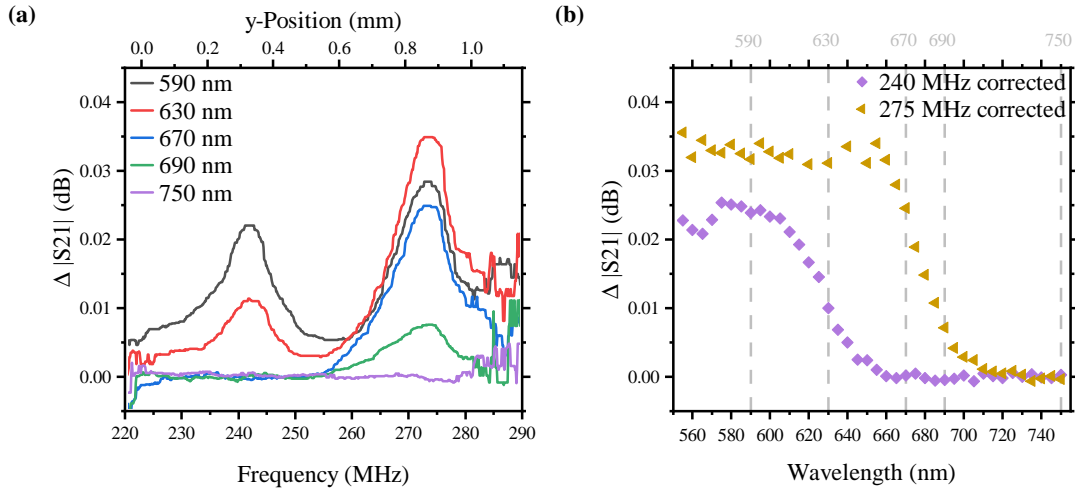 (a)
y-Position (mm)
0.0 0.2 0.4 0.6 0.8 1.0
590 nm
630 nm
670 nm
690 nm
750 nm
0.04
0.03
0.02
0.01
0.00
Δ |S21| (dB)
220 230 240 250 260 270 280 290
Frequency (MHz)
(b)
590 630 670 690 750
240 MHz corrected
275 MHz corrected
0.04
0.03
0.02
0.01
0.00
Δ |S21| (dB)
560 580 600 620 640 660 680 700 720 740
Wavelength (nm)